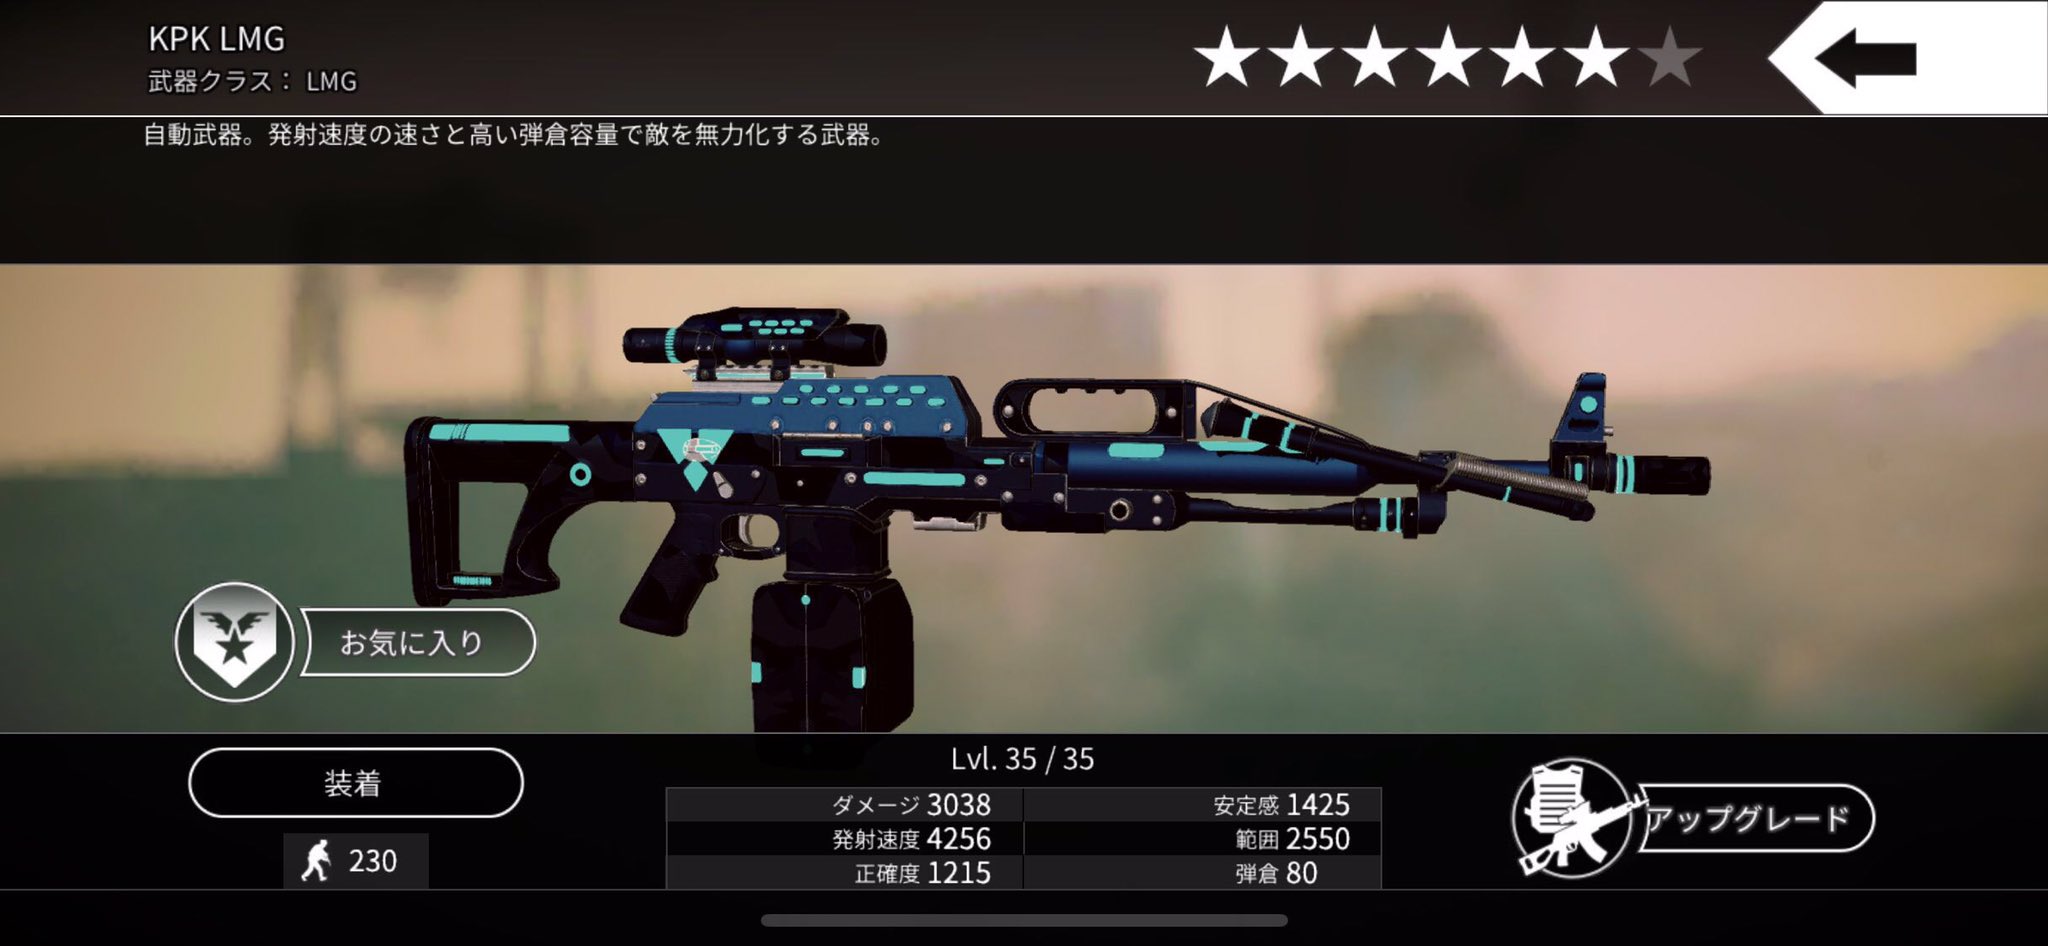 KPK LMG
武器クラス： LMG
自動武器。発射速度の速さと高い弾倉容量で敵を無力化する武器。
お気に入り
装着
230
Lvl. 35 / 35
ダメージ 3038
安定感 1425
発射速度 4256
範囲 2550
正確度 1215
弾倉 80
アップグレード